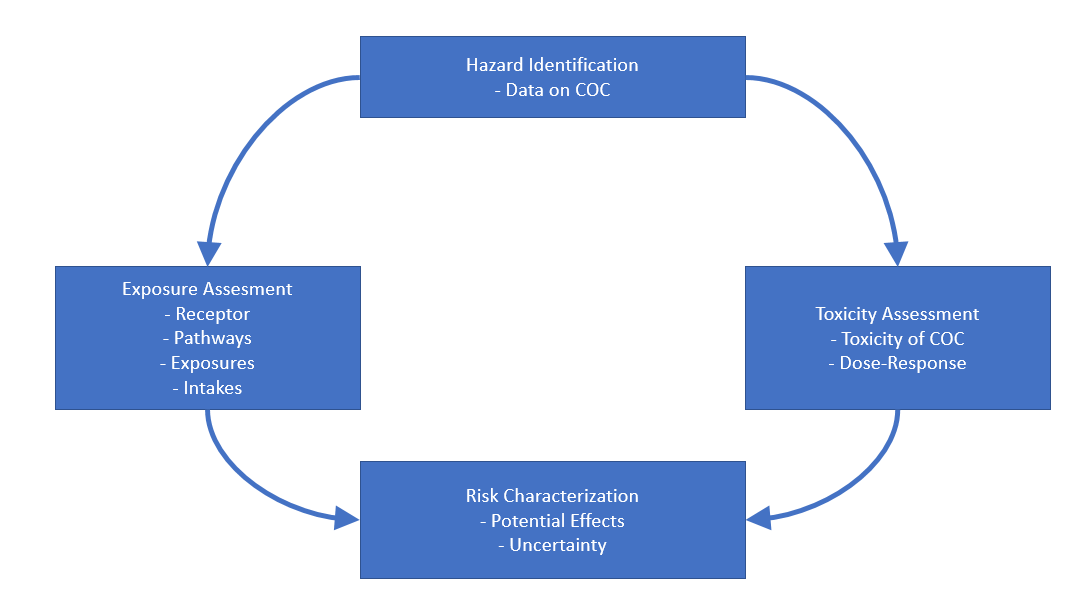 Hazard Identification
- Data on COC
Exposure Assesment
- Receptor
- Pathways
- Exposures
- Intakes
Toxicity Assessment
- Toxicity of COC
- Dose-Response
Risk Characterization
- Potential Effects
- Uncertainty